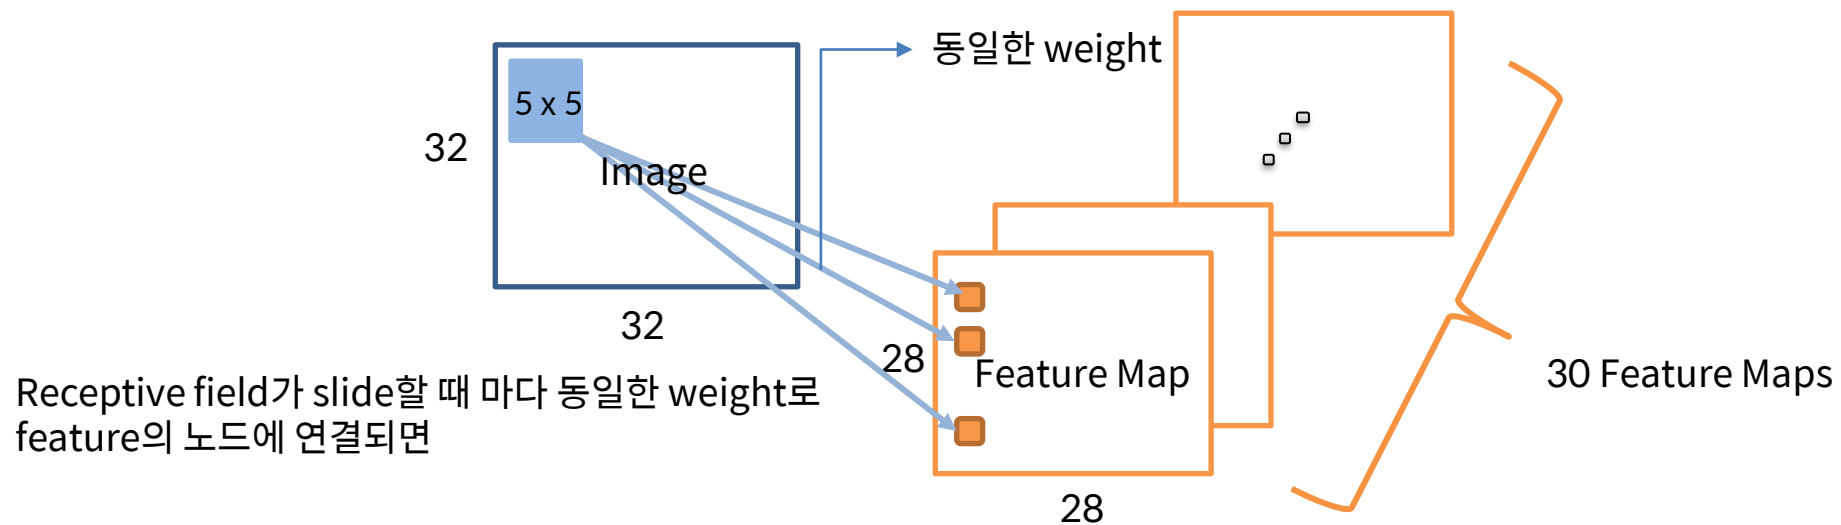 동일한 weight
5 x 5
32
Image
32
28
Feature Map
30 Feature Maps
Receptive field가 slide할 때 마다 동일한 weight로
feature의 노드에 연결되면
28